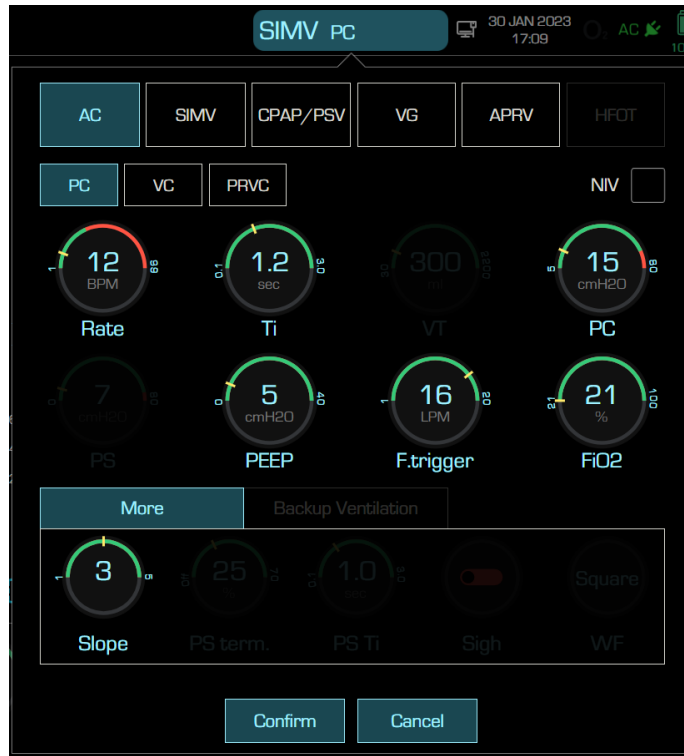 SIMV PC
30 JAN 2023
17:09
O₂ AC
10
AC SIMV CPAP/PSV VG APRV HFOT
PC VC PRVC NIV
1 12 99 0.1 1.2 3.0 300 5 15 80
BPM sec ml cmH2O
Rate Ti VT PC
0 7 60 0 5 40 1 16 20 21 21 100
cmH2O cmH2O LPM %
PS PEEP F.trigger FiO2
More Backup Ventilation
1 3 5 25 70 1.0 3.0 Square
sec
Slope PS term. PS Ti Sigh WF
Confirm Cancel